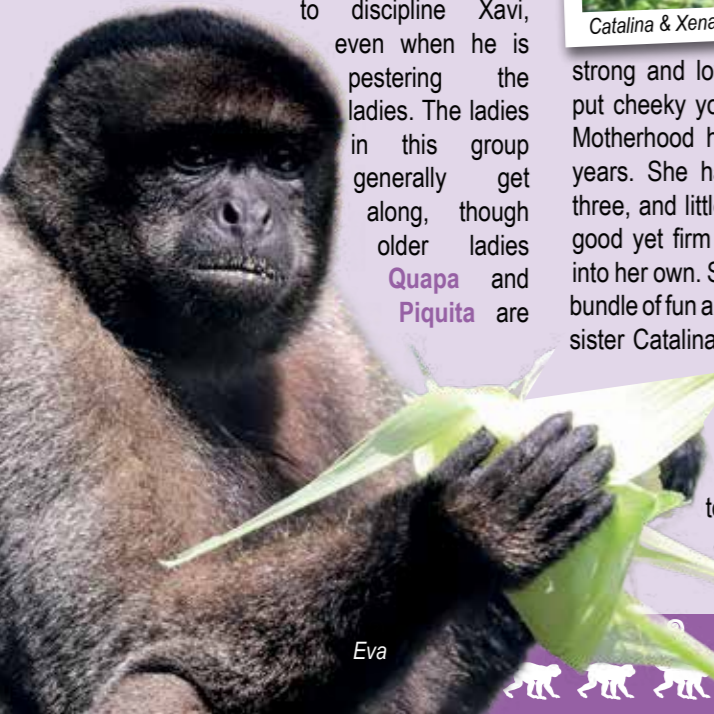 to discipline Xavi,
even when he is
pestering the
ladies. The ladies
in this group
generally get
along, though
older ladies
Quapa and
Piquita are
Catalina & Xena
strong and lo
put cheeky yo
Motherhood h
years. She ha
three, and littl
good yet firm
into her own. S
bundle of fun a
sister Catalina
Eva